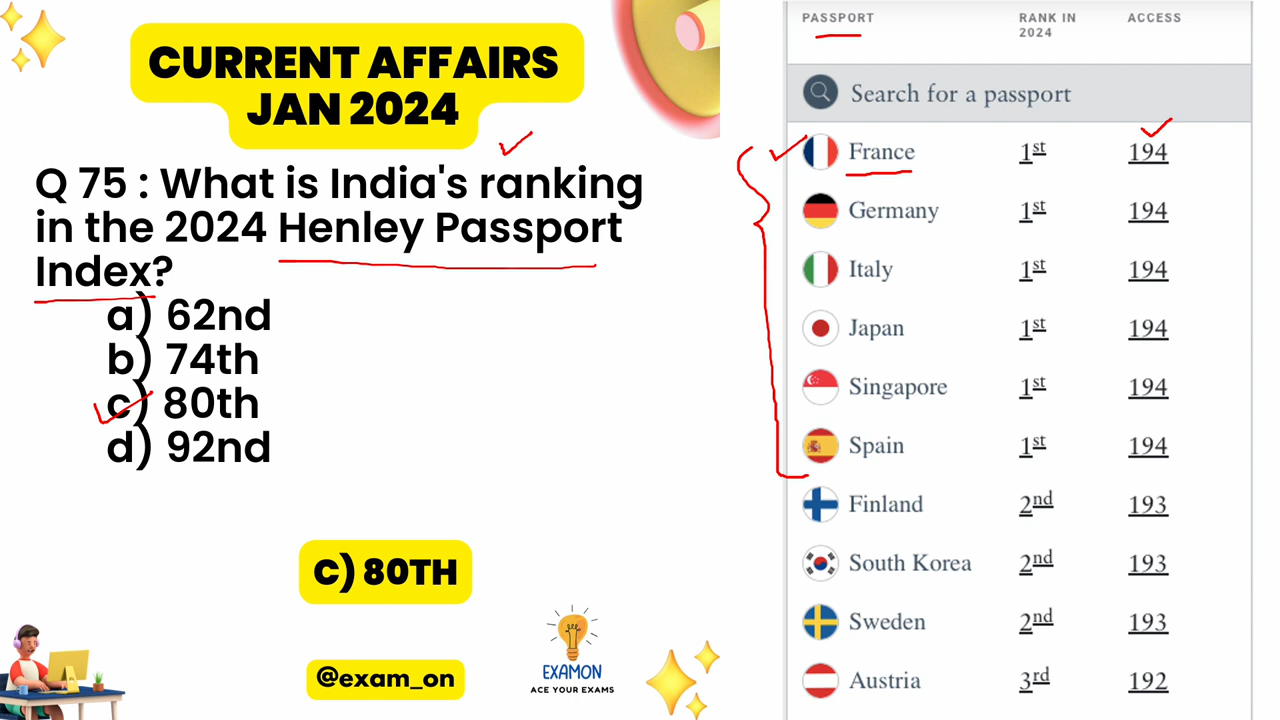 CURRENT AFFAIRS
JAN 2024
Q 75 : What is India's ranking
in the 2024 Henley Passport
Index?
a) 62nd
b) 74th
c) 80th
d) 92nd
C) 80TH
@exam_on
EXAMON
ACE YOUR EXAMS
PASSPORT RANK IN 2024 ACCESS
Search for a passport
France 1st 194
Germany 1st 194
Italy 1st 194
Japan 1st 194
Singapore 1st 194
Spain 1st 194
Finland 2nd 193
South Korea 2nd 193
Sweden 2nd 193
Austria 3rd 192